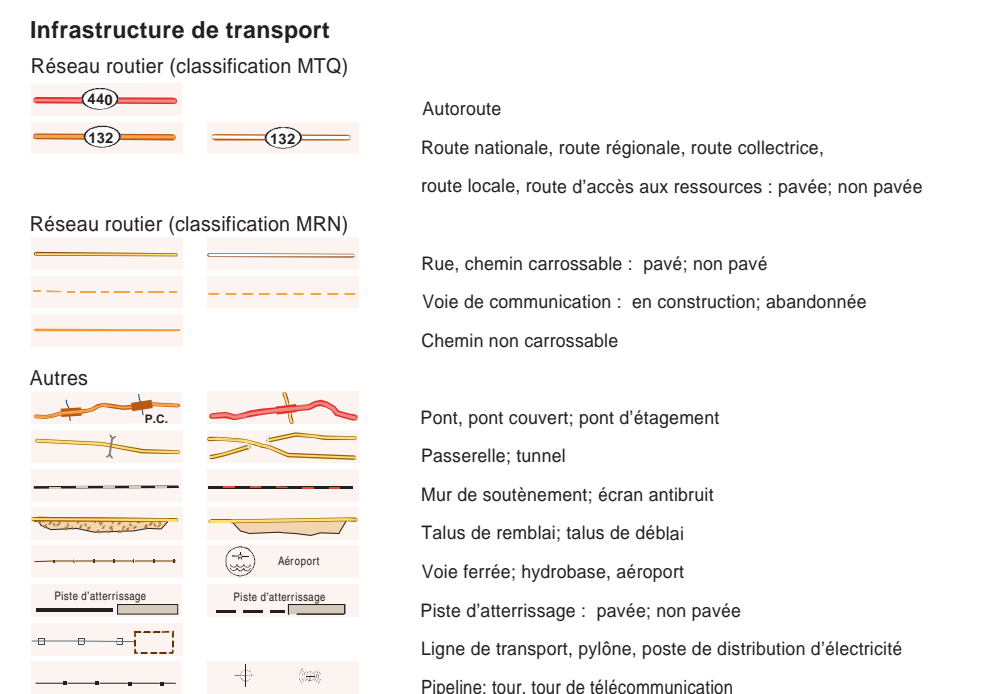 Infrastructure de transport
Réseau routier (classification MTQ)
440
Autoroute
132 132
Route nationale, route régionale, route collectrice,
route locale, route d'accès aux ressources : pavée; non pavée
Réseau routier (classification MRN)
Rue, chemin carrossable : pavé; non pavé
Voie de communication : en construction; abandonnée
Chemin non carrossable
Autres
P.C.
Pont, pont couvert; pont d'étagement
Passerelle; tunnel
Mur de soutènement; écran antibruit
Talus de remblai; talus de déblai
Aéroport
Voie ferrée; hydrobase, aéroport
Piste d'atterrissage Piste d'atterrissage
Piste d'atterrissage : pavée; non pavée
Ligne de transport, pylône, poste de distribution d'électricité
Pipeline; tour, tour de télécommunication